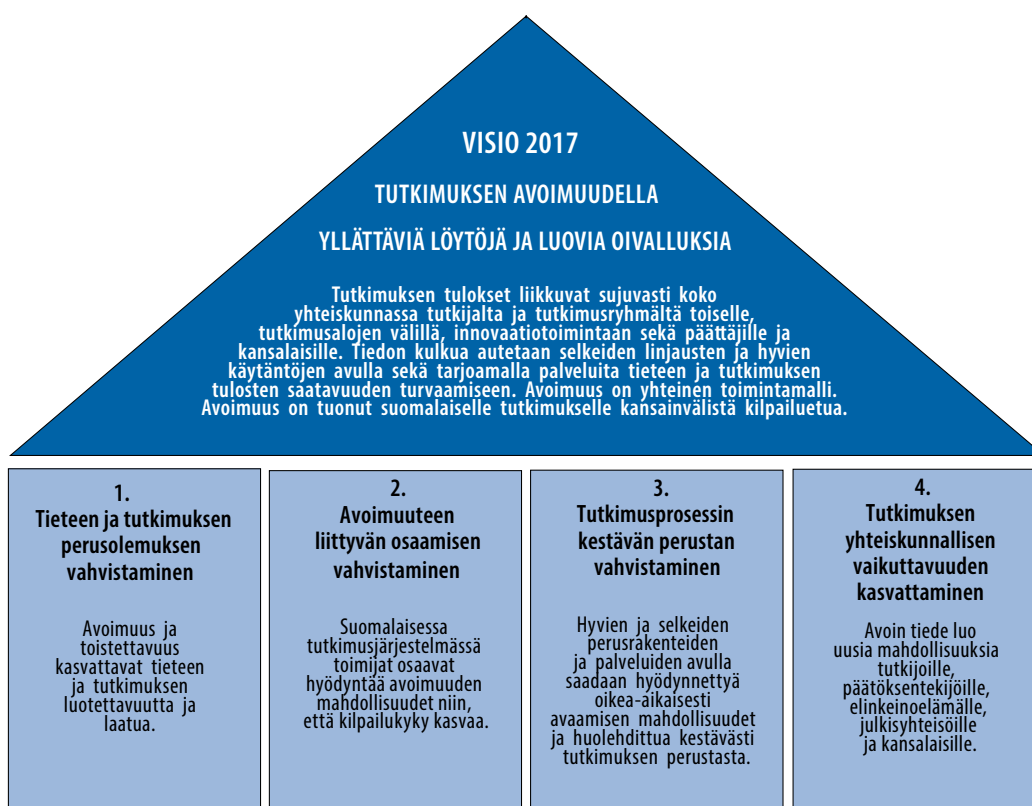 VISIO 2017
TUTKIMUKSEN AVOIMUUDELLA
YLLÄTTÄVIÄ LÖYTÖJÄ JA LUOVIA OIVALLUKSIA
Tutkimuksen tulokset liikkuvat sujuvasti koko
yhteiskunnassa tutkijalta ja tutkimusryhmältä toiselle,
tutkimusalojen välillä, innovaatiotoimintaan sekä päättäjille ja
kansalaisille. Tiedon kulkua autetaan selkeiden linjausten ja hyvien
käytäntöjen avulla sekä tarjoamalla palveluita tieteen ja tutkimuksen
tulosten saatavuuden turvaamiseen. Avoimuus on yhteinen toimintamalli.
Avoimuus on tuonut suomalaiselle tutkimukselle kansainvälistä kilpailuetua.
1.
Tieteen ja tutkimuksen
perusolemuksen
vahvistaminen
Avoimuus ja
toistettavuus
kasvattavat tieteen
ja tutkimuksen
luotettavuutta ja
laatua.
2.
Avoimuuteen
liittyvän osaamisen
vahvistaminen
Suomalaisessa
tutkimusjärjestelmässä
toimijat osaavat
hyödyntää avoimuuden
mahdollisuudet niin,
että kilpailukyky kasvaa.
3.
Tutkimusprosessin
kestävän perustan
vahvistaminen
Hyvien ja selkeiden
perusrakenteiden
ja palveluiden avulla
saadaan hyödynnettyä
oikea-aikaisesti
avaamisen mahdollisuudet
ja huolehdittua kestävästi
tutkimuksen perustasta.
4.
Tutkimuksen
yhteiskunnallisen
vaikuttavuuden
kasvattaminen
Avoin tiede luo
uusia mahdollisuuksia
tutkijoille,
päätöksentekijöille,
elinkeinoelämälle,
julkisyhteisöille
ja kansalaisille.